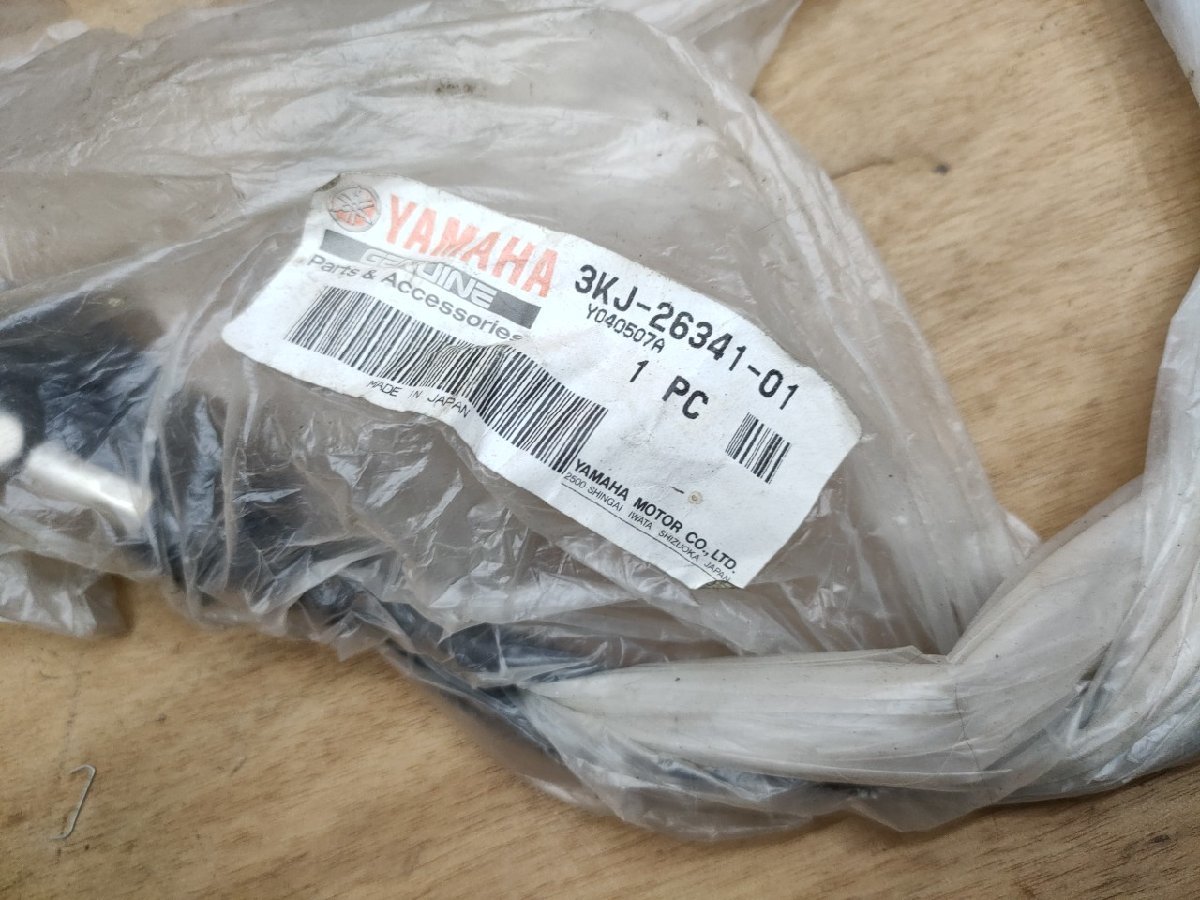 YAMAHA
GENUINE
Parts & Accessories
3KJ-26341-01
Y040507A
1 PC
MADE IN JAPAN
YAMAHA MOTOR CO., LTD.
2500 SHINGAI IWATA SHIZUOKA JAPAN